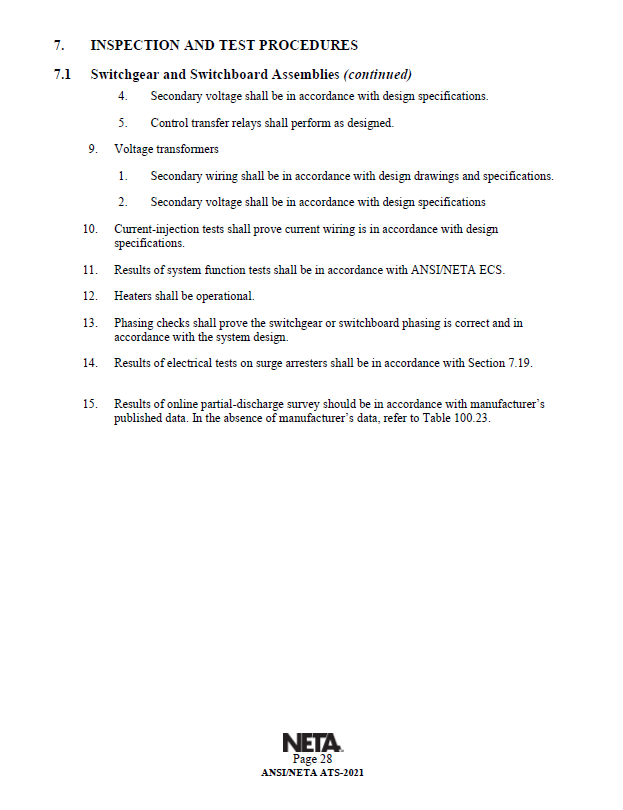 7. INSPECTION AND TEST PROCEDURES
7.1 Switchgear and Switchboard Assemblies (continued)
4. Secondary voltage shall be in accordance with design specifications.
5. Control transfer relays shall perform as designed.
9. Voltage transformers
1. Secondary wiring shall be in accordance with design drawings and specifications.
2. Secondary voltage shall be in accordance with design specifications
10. Current-injection tests shall prove current wiring is in accordance with design
specifications.
11. Results of system function tests shall be in accordance with ANSI/NETA ECS.
12. Heaters shall be operational.
13. Phasing checks shall prove the switchgear or switchboard phasing is correct and in
accordance with the system design.
14. Results of electrical tests on surge arresters shall be in accordance with Section 7.19.
15. Results of online partial-discharge survey should be in accordance with manufacturer's
published data. In the absence of manufacturer's data, refer to Table 100.23.
NETA
Page 28
ANSI/NETA ATS-2021